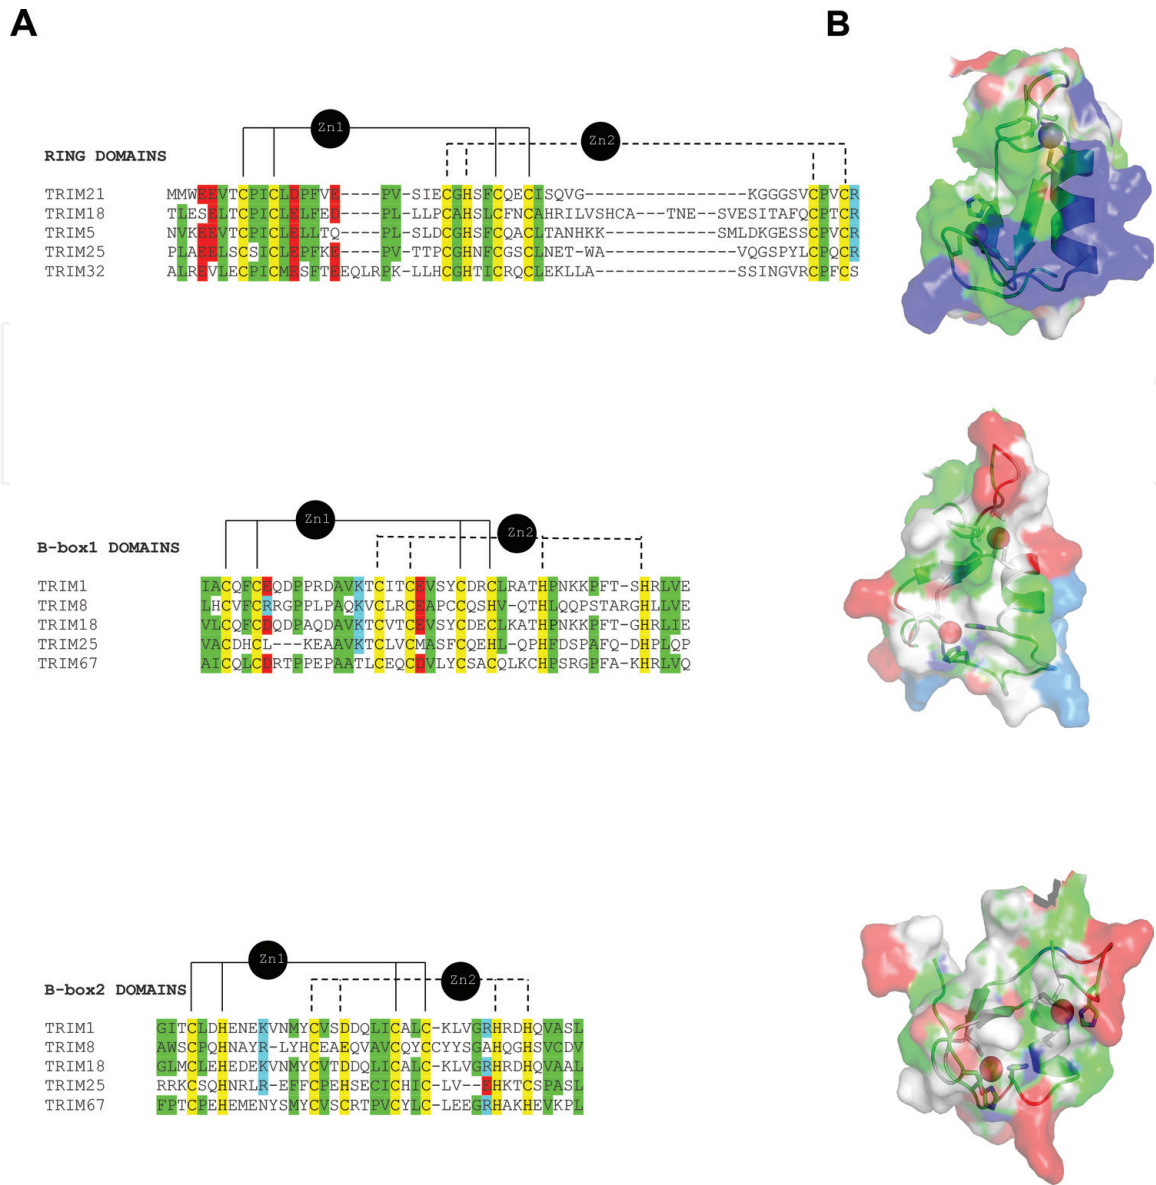 A
B
Zn1
Zn2
RING DOMAINS
TRIM21 MMWEEVTCPICLDPFVE----PV-SIECGHSFCQECISQVG----------------KGGGSVCPVCR
TRIM18 TLESELTCPICLELFED----PL-LLPCAHSLCFNCAHRILVSHCA---TNE--SVESITAFQCPTCR
TRIM5 NVKEEVTCPICLELLTQ----PL-SLDCGHSFCQACLTANHKK-----------SMLDKGESSCPVCR
TRIM25 PLAEELSCSICLEPFKE----PV-TTPCGHNFCGSCLNET-WA-------------VQGSPYLCPQCR
TRIM32 ALREVLECPICMESFTEEQLRPK-LLHCGHTICRQCLEKLLA--------------SSINGVRCPFCS
Zn1
Zn2
B-box1 DOMAINS
TRIM1 IACQFCEQDPPRDAVKTCITCEVSYCDRCLRATHPNKKPFT-SHRLVE
TRIM8 LHCVFCRRGPPLPAQKVCLRCEAPCCQSHV-QTHLQQPSTARGHLLVE
TRIM18 VLCQFCDQDPAQDAVKTCVTCEVSYCDECLKATHPNKKPFT-GHRLIE
TRIM25 VACDHCL---KEAAVKTCLVCMASFCQEHL-QPHFDSPAFQ-DHPLQP
TRIM67 AICQLCDRTPPEPAATLCEQCDVLYCSACQLKCHPSRGPFA-KHRLVQ
Zn1
Zn2
B-box2 DOMAINS
TRIM1 GITCLDHENEKVNMYCVSDDQLICALC-KLVGRHRDHQVASL
TRIM8 AWSCPQHNAYR-LYHCEAEQVAVCQYCCYYSGAHQGHSVCDV
TRIM18 GLMCLEHEDEKVNMYCVTDDQLICALC-KLVGRHRDHQVAAL
TRIM25 RRKCSQHNRLR-EFFCPEHSECICHIC-LV--EHKTCSPASL
TRIM67 FPTCPEHEMENYSMYCVSCRTPVCYLC-LEEGRHAKHEVKPL